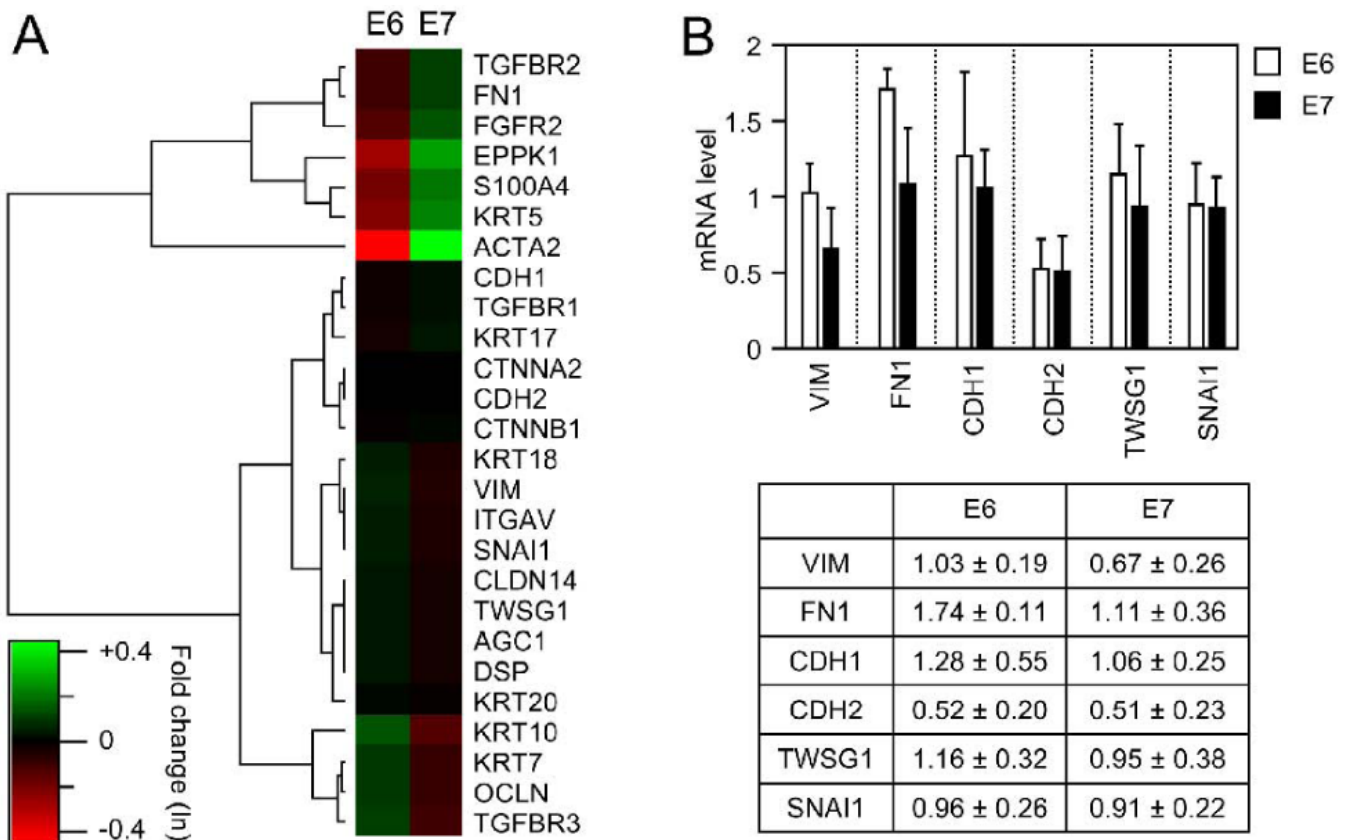 A
E6 E7
TGFBR2
FN1
FGFR2
EPPK1
S100A4
KRT5
ACTA2
CDH1
TGFBR1
KRT17
CTNNA2
CDH2
CTNNB1
KRT18
VIM
ITGAV
SNAI1
CLDN14
TWSG1
AGC1
DSP
KRT20
KRT10
KRT7
OCLN
TGFBR3
+0.4
0
-0.4
Fold change (ln)
B
2
1.5
1
0.5
0
mRNA level
VIM
FN1
CDH1
CDH2
TWSG1
SNAI1
E6
E7
E6 E7
VIM 1.03 ± 0.19 0.67 ± 0.26
FN1 1.74 ± 0.11 1.11 ± 0.36
CDH1 1.28 ± 0.55 1.06 ± 0.25
CDH2 0.52 ± 0.20 0.51 ± 0.23
TWSG1 1.16 ± 0.32 0.95 ± 0.38
SNAI1 0.96 ± 0.26 0.91 ± 0.22